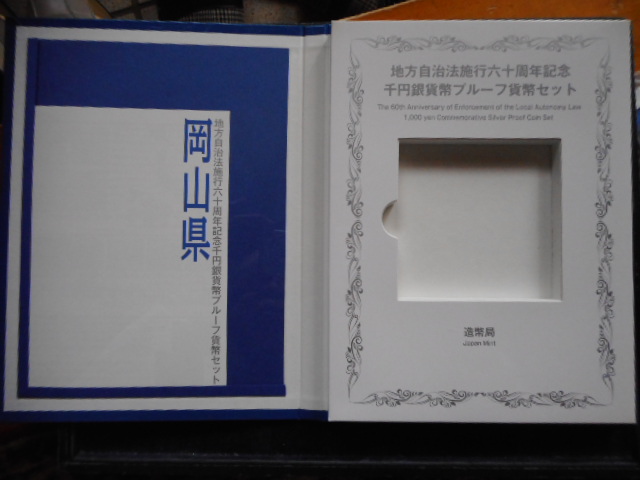 岡山県
地方自治法施行六十周年記念千円銀貨幣プルーフ貨幣セット
地方自治法施行六十周年記念
千円銀貨幣プルーフ貨幣セット
The 60th Anniversary of Enforcement of the Local Autonomy Law
1,000 yen Commemorative Silver Proof Coin Set
造幣局
Japan Mint